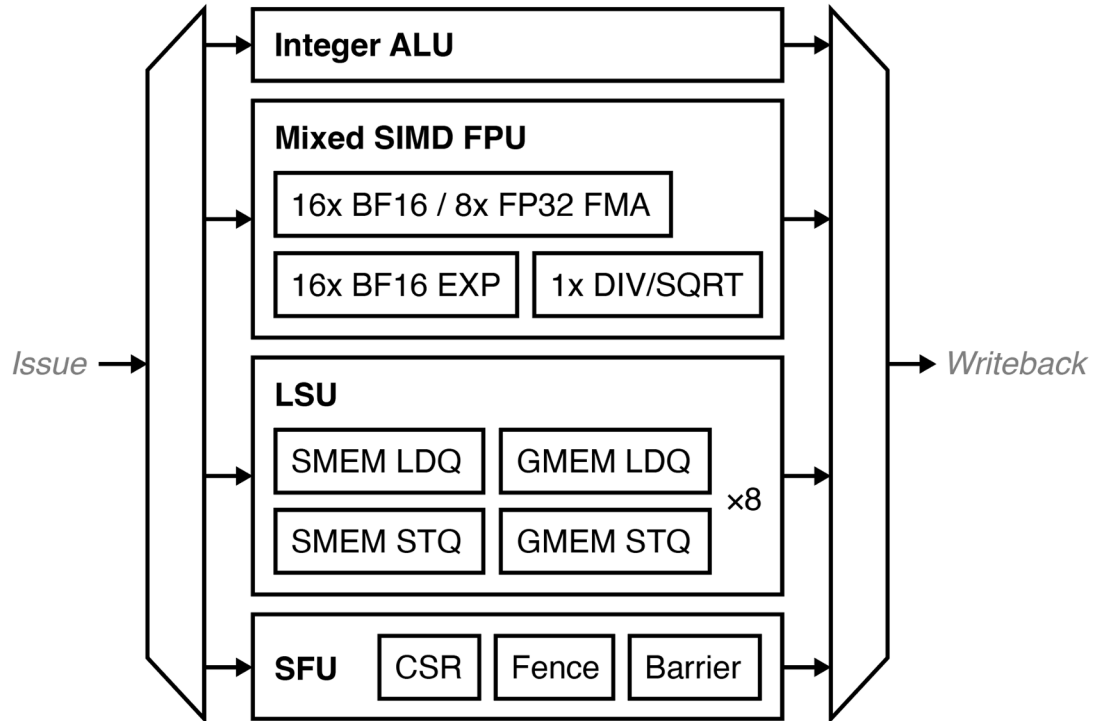 Integer ALU
Mixed SIMD FPU
16x BF16 / 8x FP32 FMA
16x BF16 EXP
1x DIV/SQRT
Issue
Writeback
LSU
SMEM LDQ
GMEM LDQ
×8
SMEM STQ
GMEM STQ
SFU
CSR
Fence
Barrier